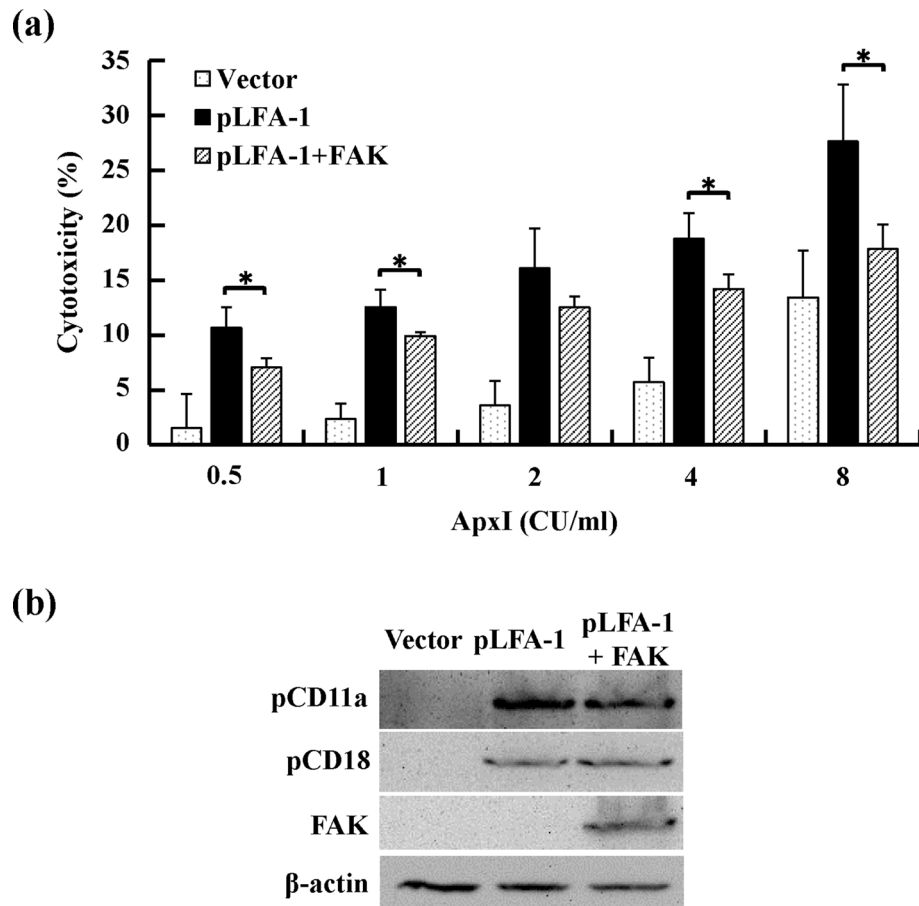 (a)
35
30
25
20
15
10
5
0
Cytotoxicity (%)
Vector
pLFA-1
pLFA-1+FAK
*
*
*
*
0.5 1 2 4 8
ApxI (CU/ml)
(b)
Vector pLFA-1 pLFA-1
+ FAK
pCD11a
pCD18
FAK
β-actin